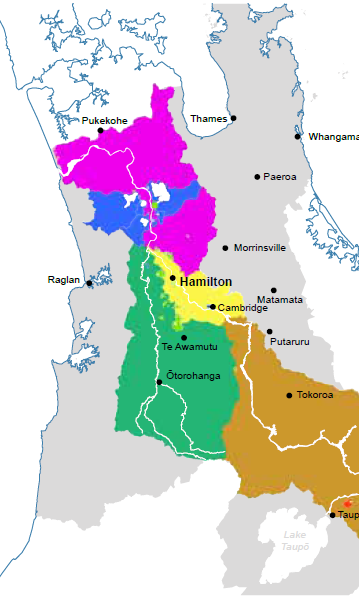 Pukekohe
Thames
Whangama
Paeroa
Morrinsville
Raglan
Hamilton
Matamata
Cambridge
Putaruru
Te Awamutu
Ōtorohanga
Tokoroa
Taup
Lake
Taupō